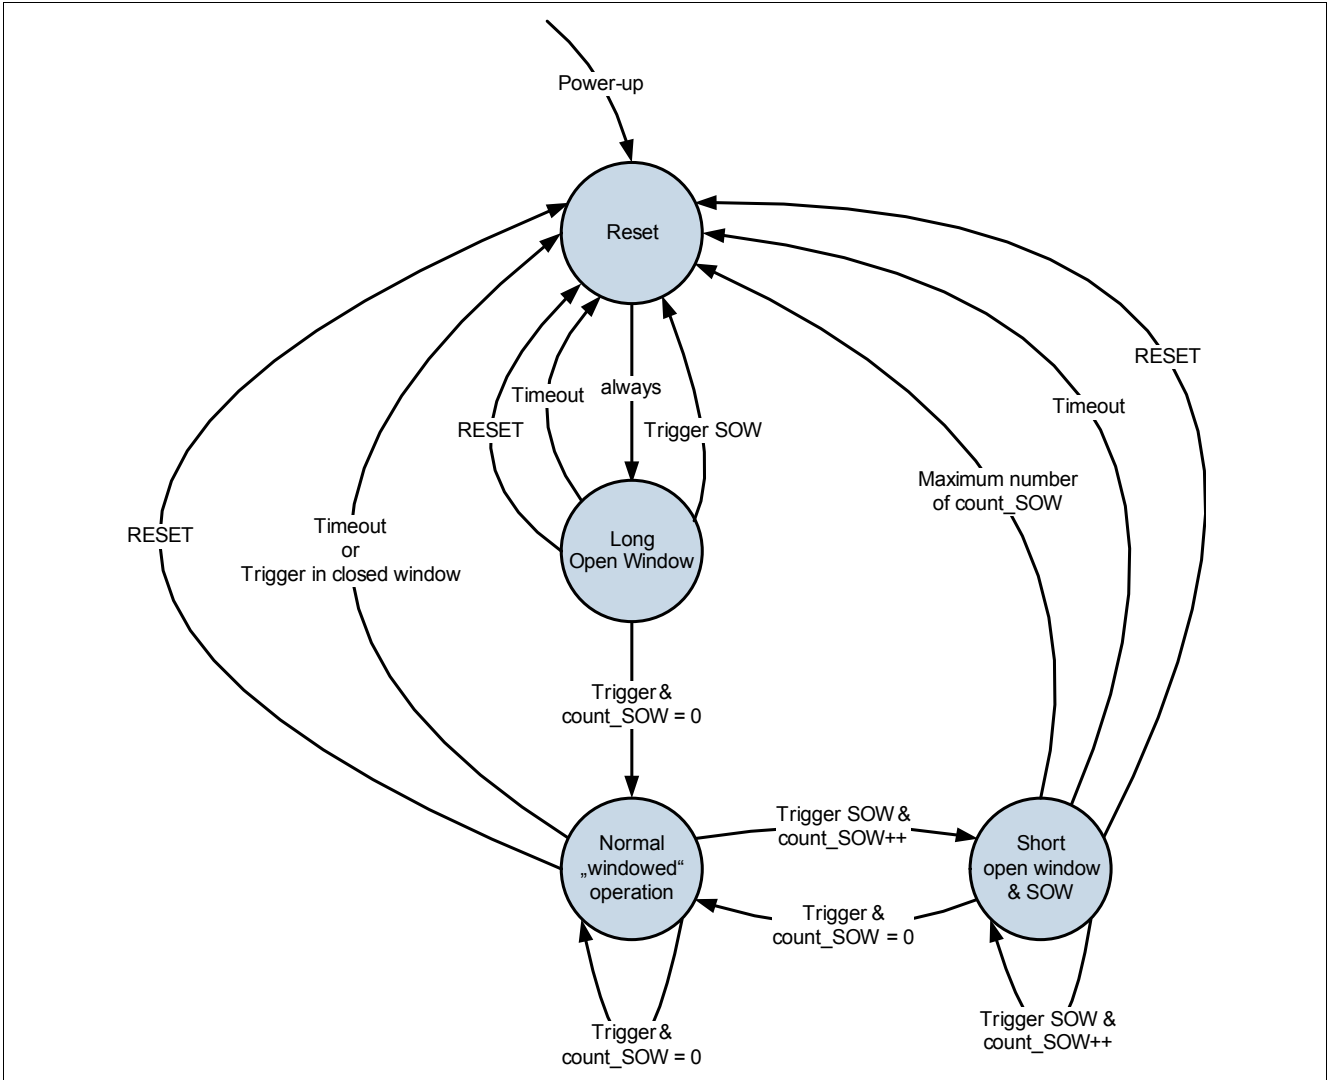 Power-up
Reset
RESET
Timeout
always
Timeout
RESET
Trigger SOW
Maximum number
of count_SOW
Timeout
or
Trigger in closed window
RESET
Long
Open Window
Trigger &
count_SOW = 0
Trigger SOW &
count_SOW++
Normal
„windowed“
operation
Short
open window
& SOW
Trigger &
count_SOW = 0
Trigger &
count_SOW = 0
Trigger SOW &
count_SOW++